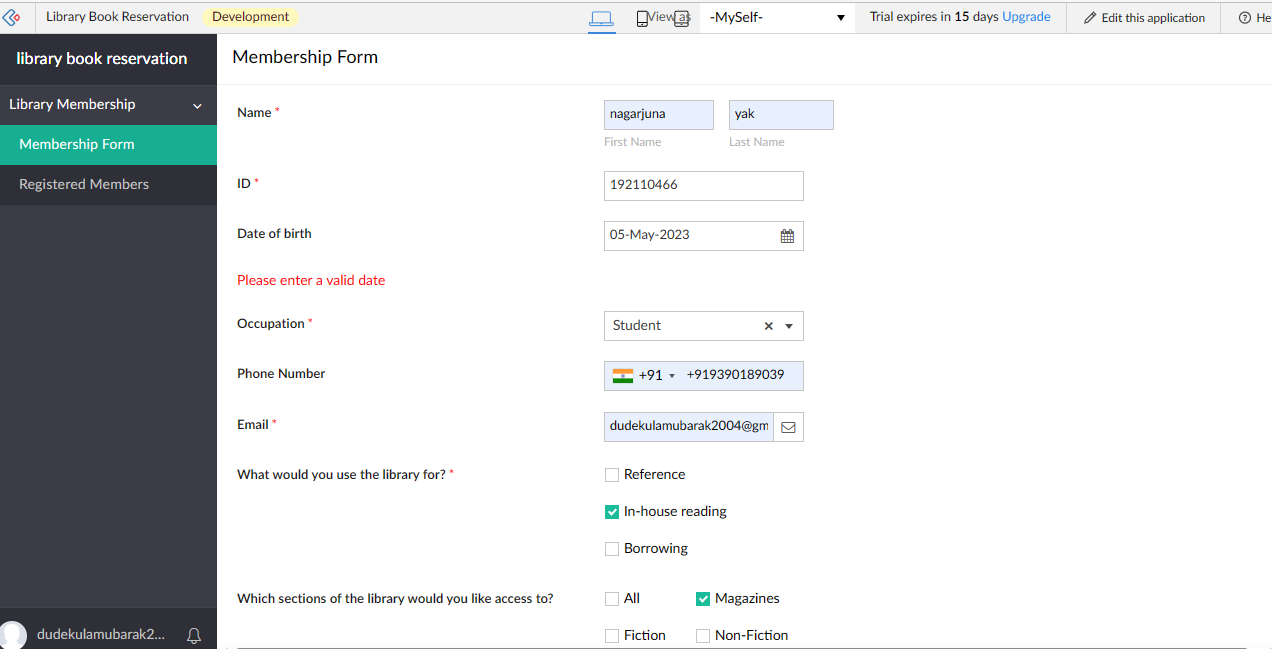 Library Book Reservation Development View as -MySelf- Trial expires in 15 days Upgrade Edit this application He
library book reservation
Membership Form
Library Membership
Membership Form
Registered Members
Name * nagarjuna yak
First Name Last Name
ID * 192110466
Date of birth 05-May-2023
Please enter a valid date
Occupation * Student
Phone Number +91 +919390189039
Email * dudekulamubarak2004@gm
What would you use the library for? * Reference
In-house reading
Borrowing
Which sections of the library would you like access to? All Magazines
Fiction Non-Fiction
dudekulamubarak2...